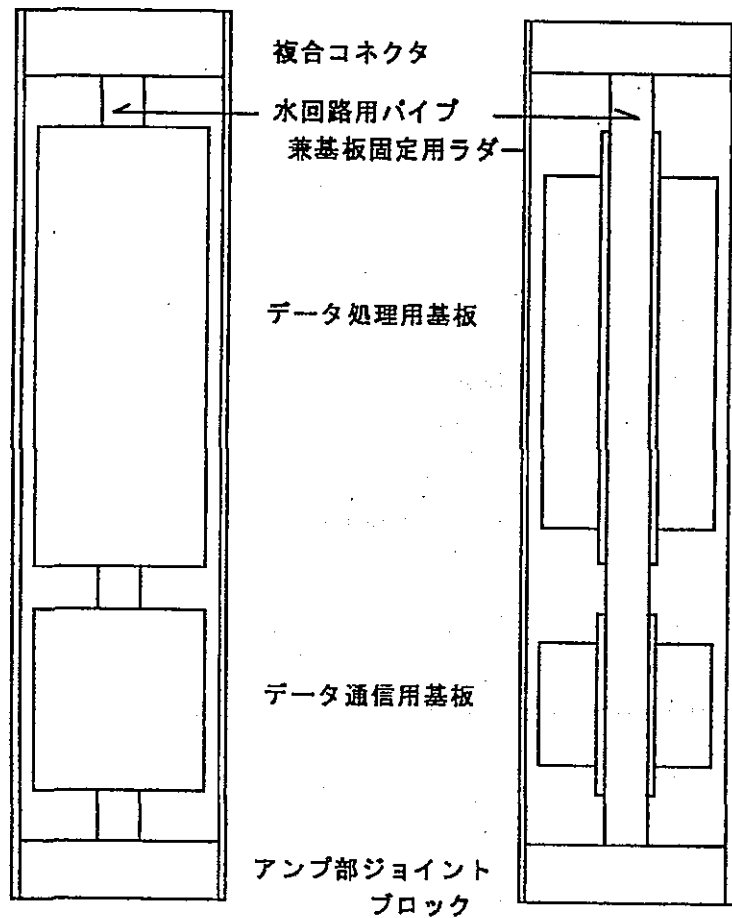 複合コネクタ
水回路用パイプ
兼基板固定用ラダー
データ処理用基板
データ通信用基板
アンプ部ジョイント
ブロック